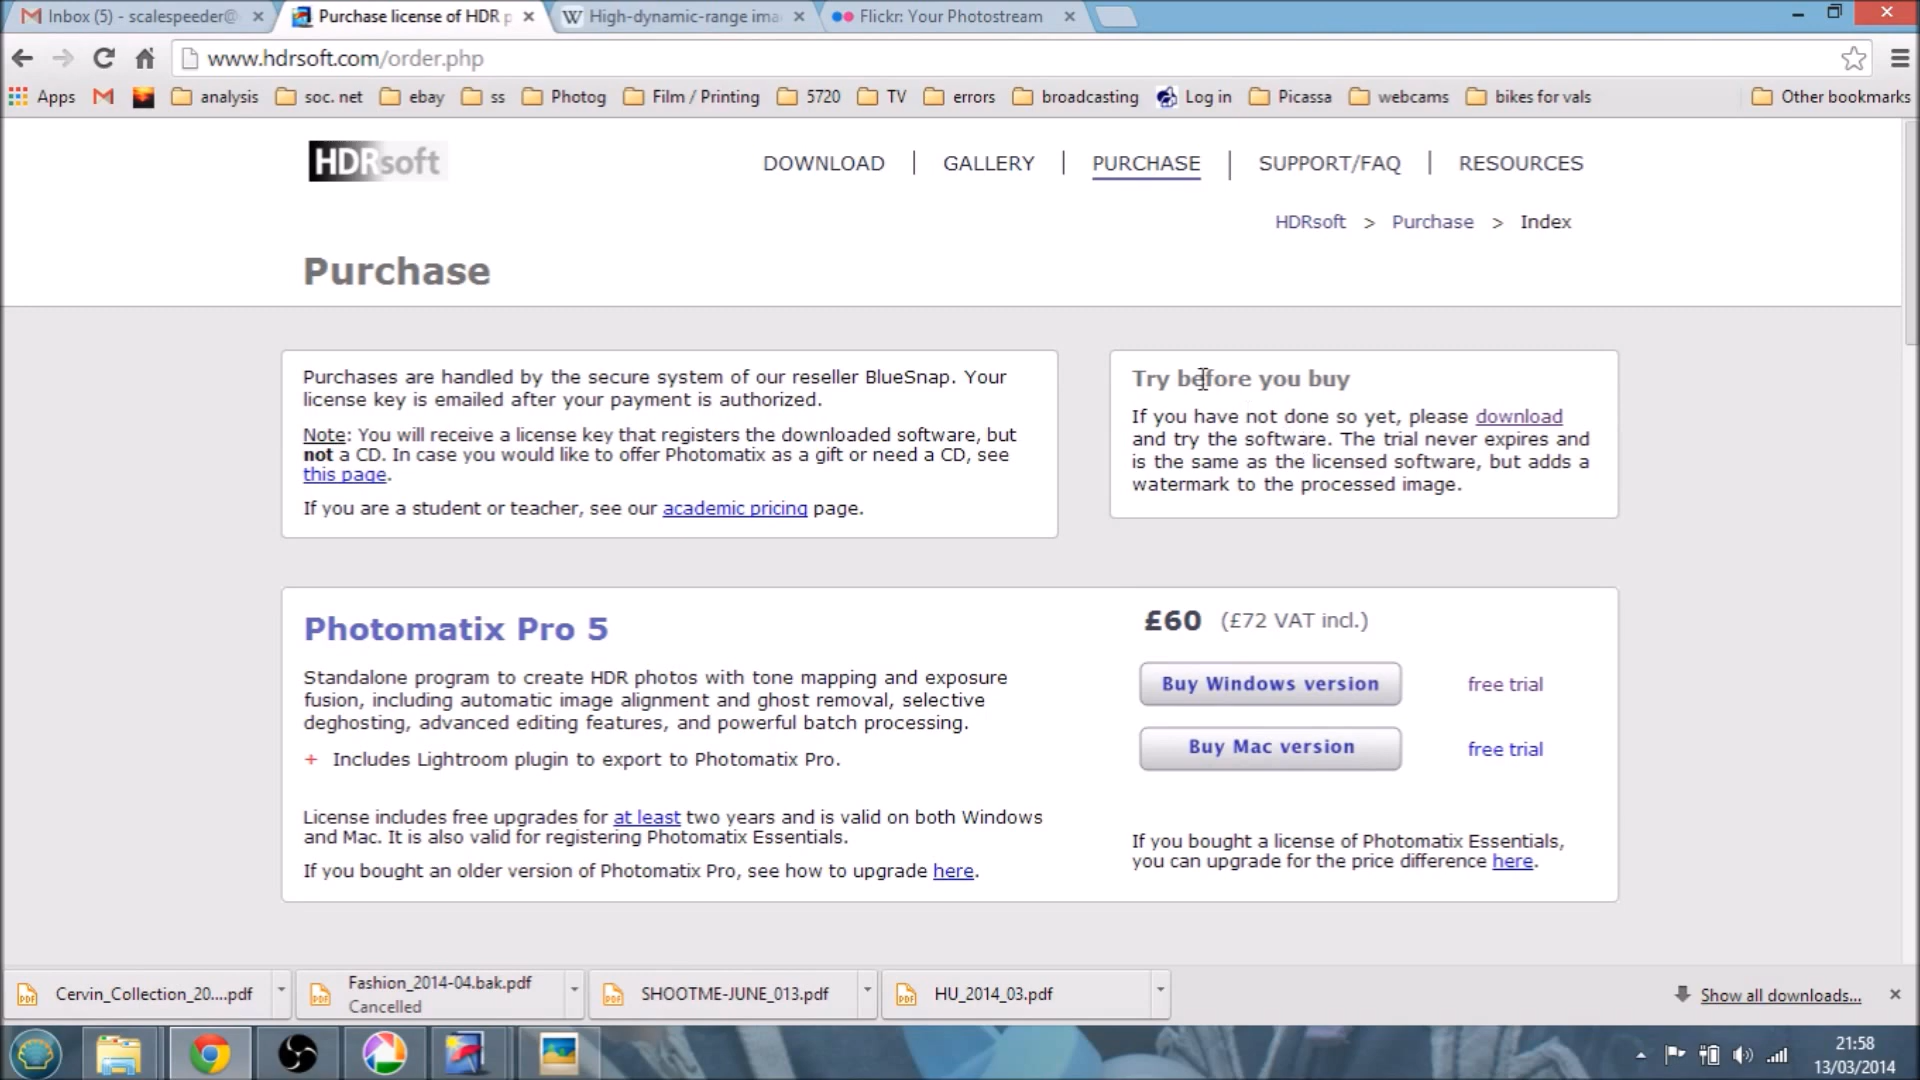 Inbox (5) - scalespeeder@
Purchase license of HDR p
High-dynamic-range ima
Flickr: Your Photostream
www.hdrsoft.com/order.php
Apps
analysis
soc. net
ebay
ss
Photog
Film / Printing
5720
TV
errors
broadcasting
Log in
Picassa
webcams
bikes for vals
Other bookmarks
HDRsoft
DOWNLOAD | GALLERY | PURCHASE | SUPPORT/FAQ | RESOURCES
HDRsoft > Purchase > Index
Purchase
Purchases are handled by the secure system of our reseller BlueSnap. Your
license key is emailed after your payment is authorized.
Note: You will receive a license key that registers the downloaded software, but
not a CD. In case you would like to offer Photomatix as a gift or need a CD, see
this page.
If you are a student or teacher, see our academic pricing page.
Try before you buy
If you have not done so yet, please download
and try the software. The trial never expires and
is the same as the licensed software, but adds a
watermark to the processed image.
Photomatix Pro 5
Standalone program to create HDR photos with tone mapping and exposure
fusion, including automatic image alignment and ghost removal, selective
deghosting, advanced editing features, and powerful batch processing.
+ Includes Lightroom plugin to export to Photomatix Pro.
License includes free upgrades for at least two years and is valid on both Windows
and Mac. It is also valid for registering Photomatix Essentials.
If you bought an older version of Photomatix Pro, see how to upgrade here.
£60 (£72 VAT incl.)
Buy Windows version
free trial
Buy Mac version
free trial
If you bought a license of Photomatix Essentials,
you can upgrade for the price difference here.
Cervin_Collection_20....pdf
Fashion_2014-04.bak.pdf
Cancelled
SHOOTME-JUNE_013.pdf
HU_2014_03.pdf
Show all downloads...
21:58
13/03/2014